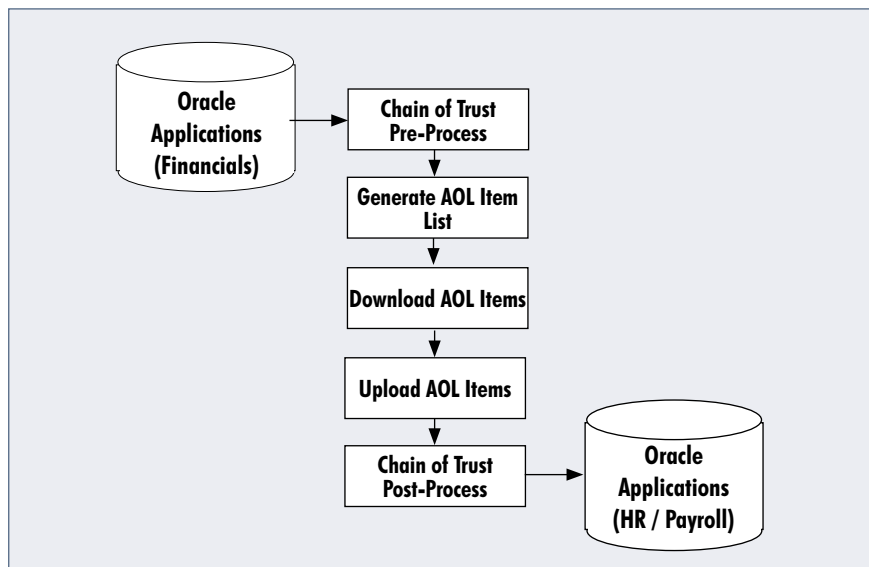 Oracle
Applications
(Financials)
Chain of Trust
Pre-Process
Generate AOL Item
List
Download AOL Items
Upload AOL Items
Chain of Trust
Post-Process
Oracle
Applications
(HR / Payroll)